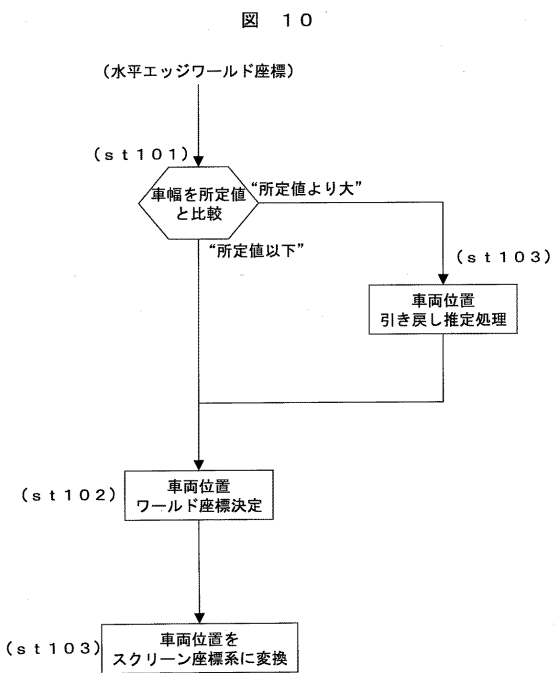 図　１０
(水平エッジワールド座標)
(ｓｔ１０１)
車幅を所定値
と比較
“所定値より大”
“所定値以下”
(ｓｔ１０３)
車両位置
引き戻し推定処理
(ｓｔ１０２)
車両位置
ワールド座標決定
(ｓｔ１０３)
車両位置を
スクリーン座標系に変換